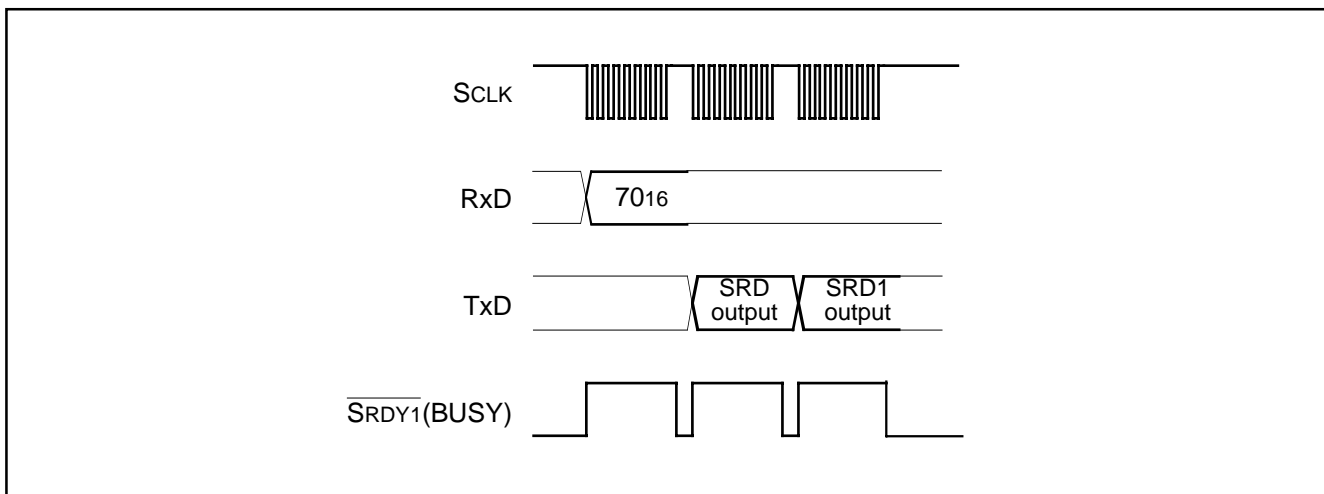 SCLK
RxD
7016
TxD
SRD
output
SRD1
output
SRDY1(BUSY)